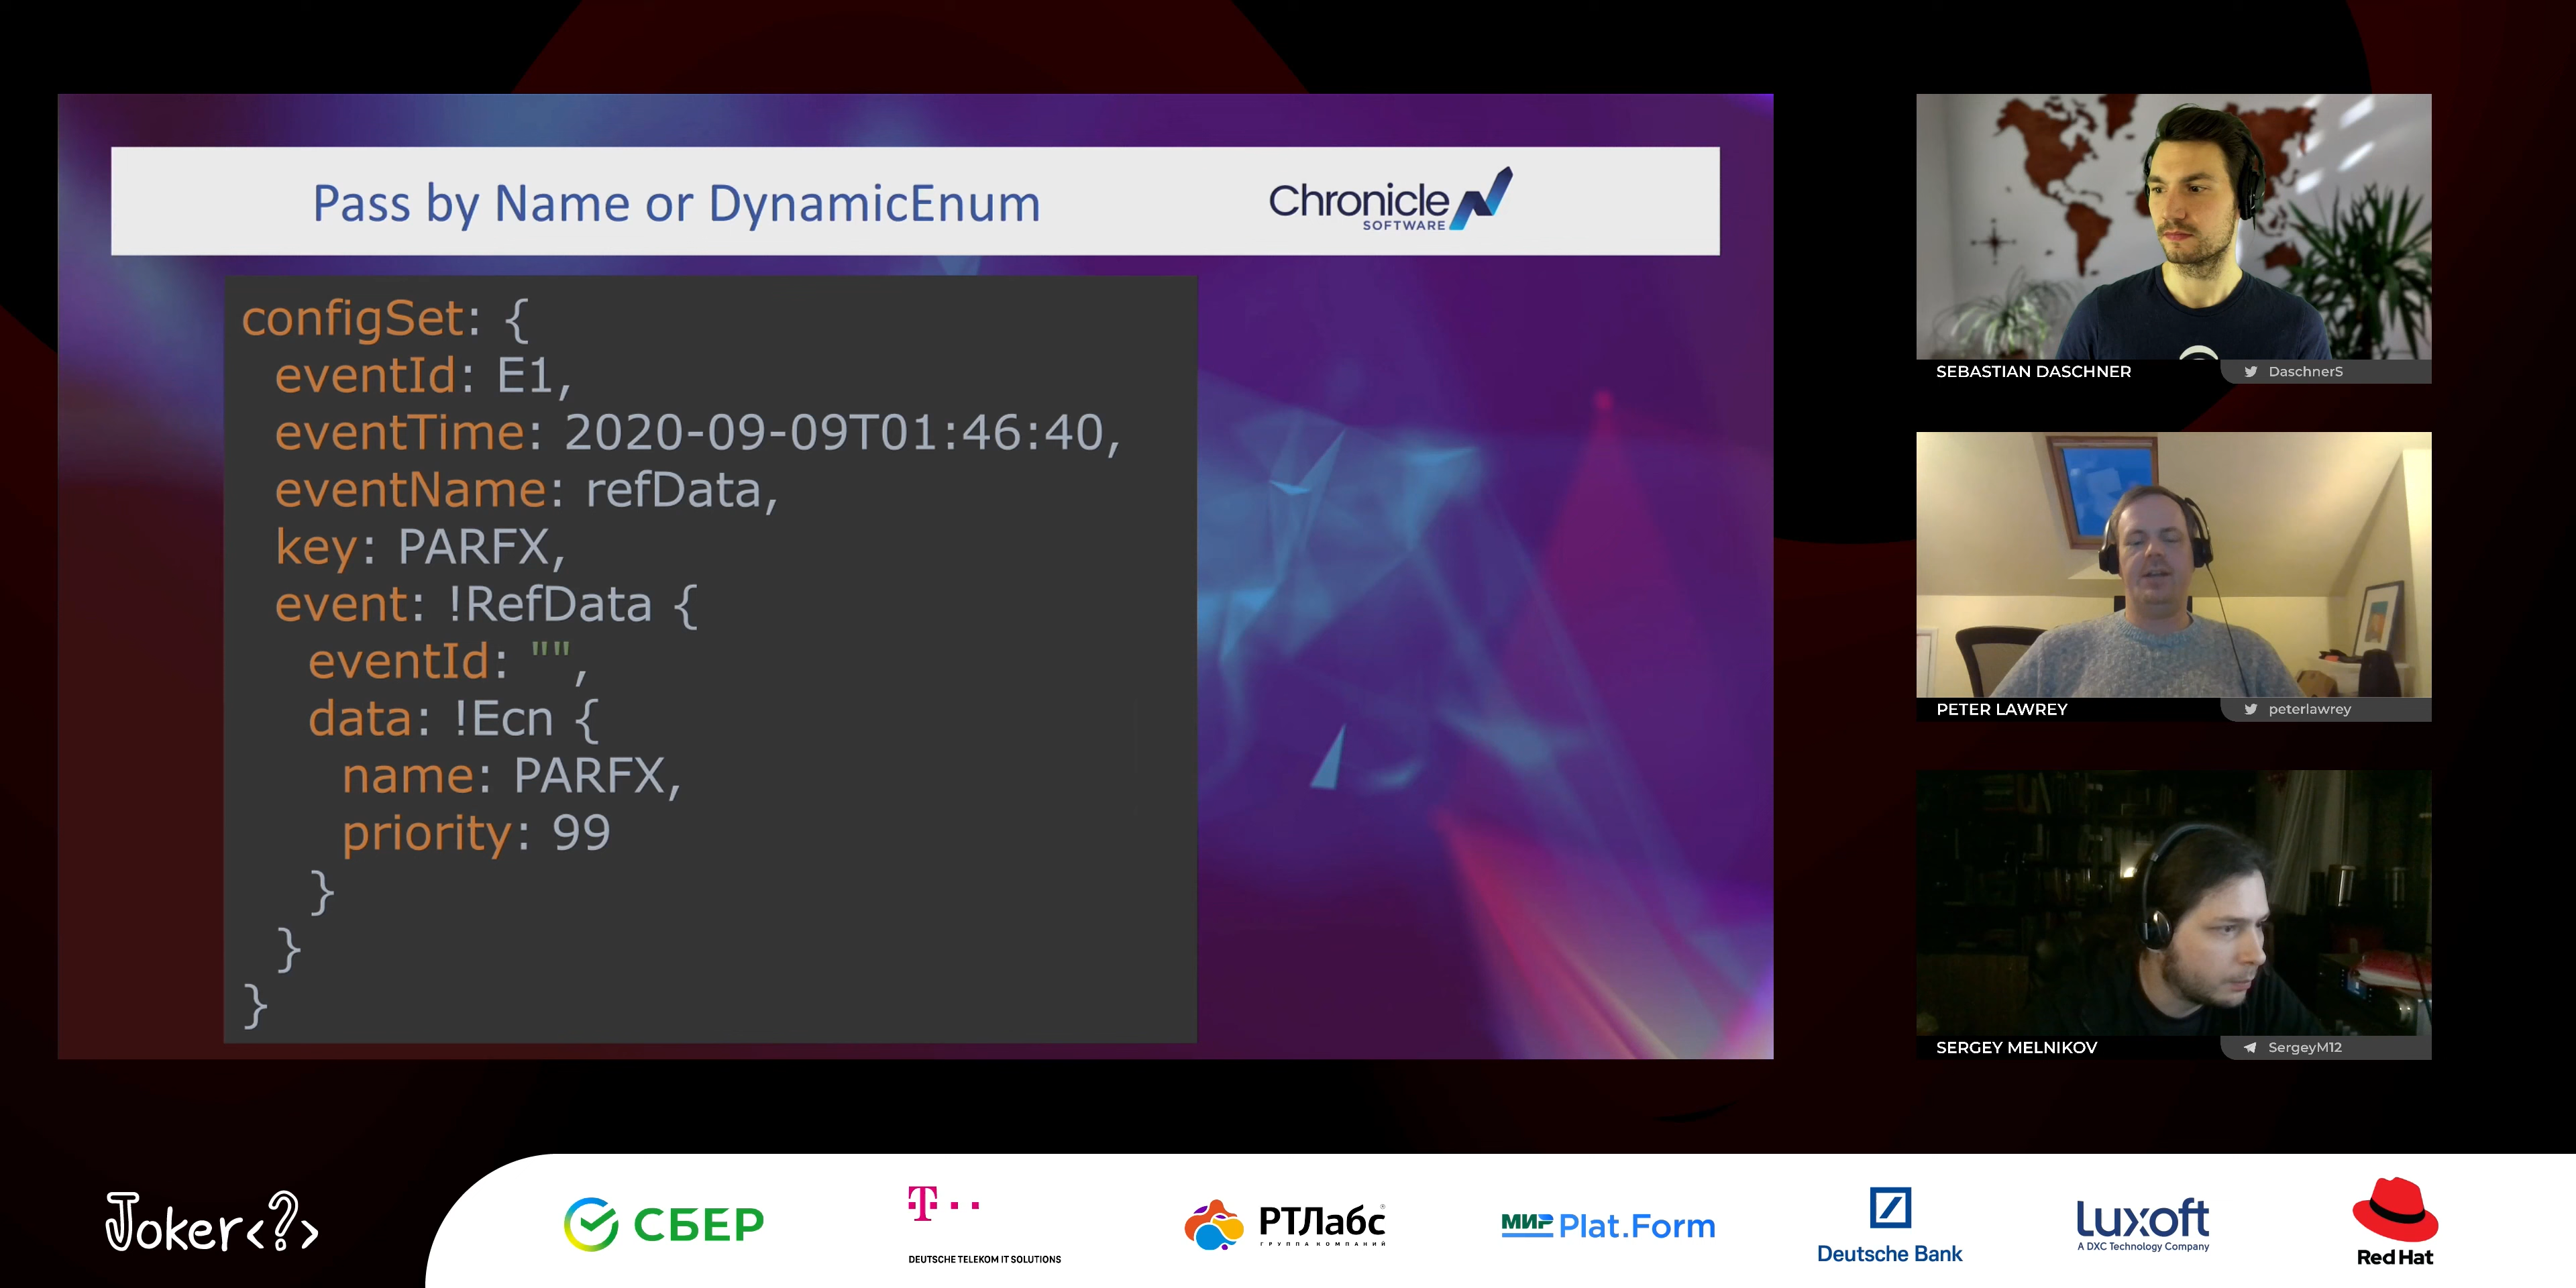 Pass by Name or DynamicEnum
Chronicle
SOFTWARE
configSet: {
eventId: E1,
eventTime: 2020-09-09T01:46:40,
eventName: refData,
key: PARFX,
event: !RefData {
eventId: "",
data: !Ecn {
name: PARFX,
priority: 99
}
}
}
SEBASTIAN DASCHNER
DaschnerS
PETER LAWREY
peterlawrey
SERGEY MELNIKOV
SergeyM12
Joker<?>
СБЕР
T
DEUTSCHE TELEKOM IT SOLUTIONS
РТЛабс
ГРУППА КОМПАНИЙ
МИР Plat.Form
Deutsche Bank
Luxoft
A DXC Technology Company
Red Hat